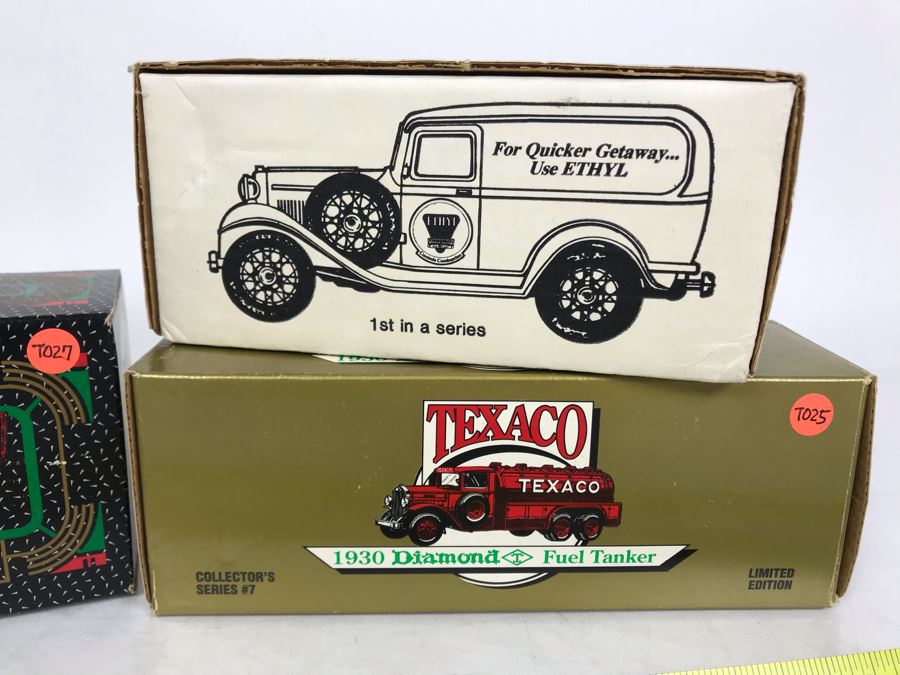 For Quicker Getaway...
Use ETHYL
ETHYL
1st in a series
T027
T025
TEXACO
TEXACO
1930 Diamond T Fuel Tanker
COLLECTOR'S
SERIES #7
LIMITED
EDITION